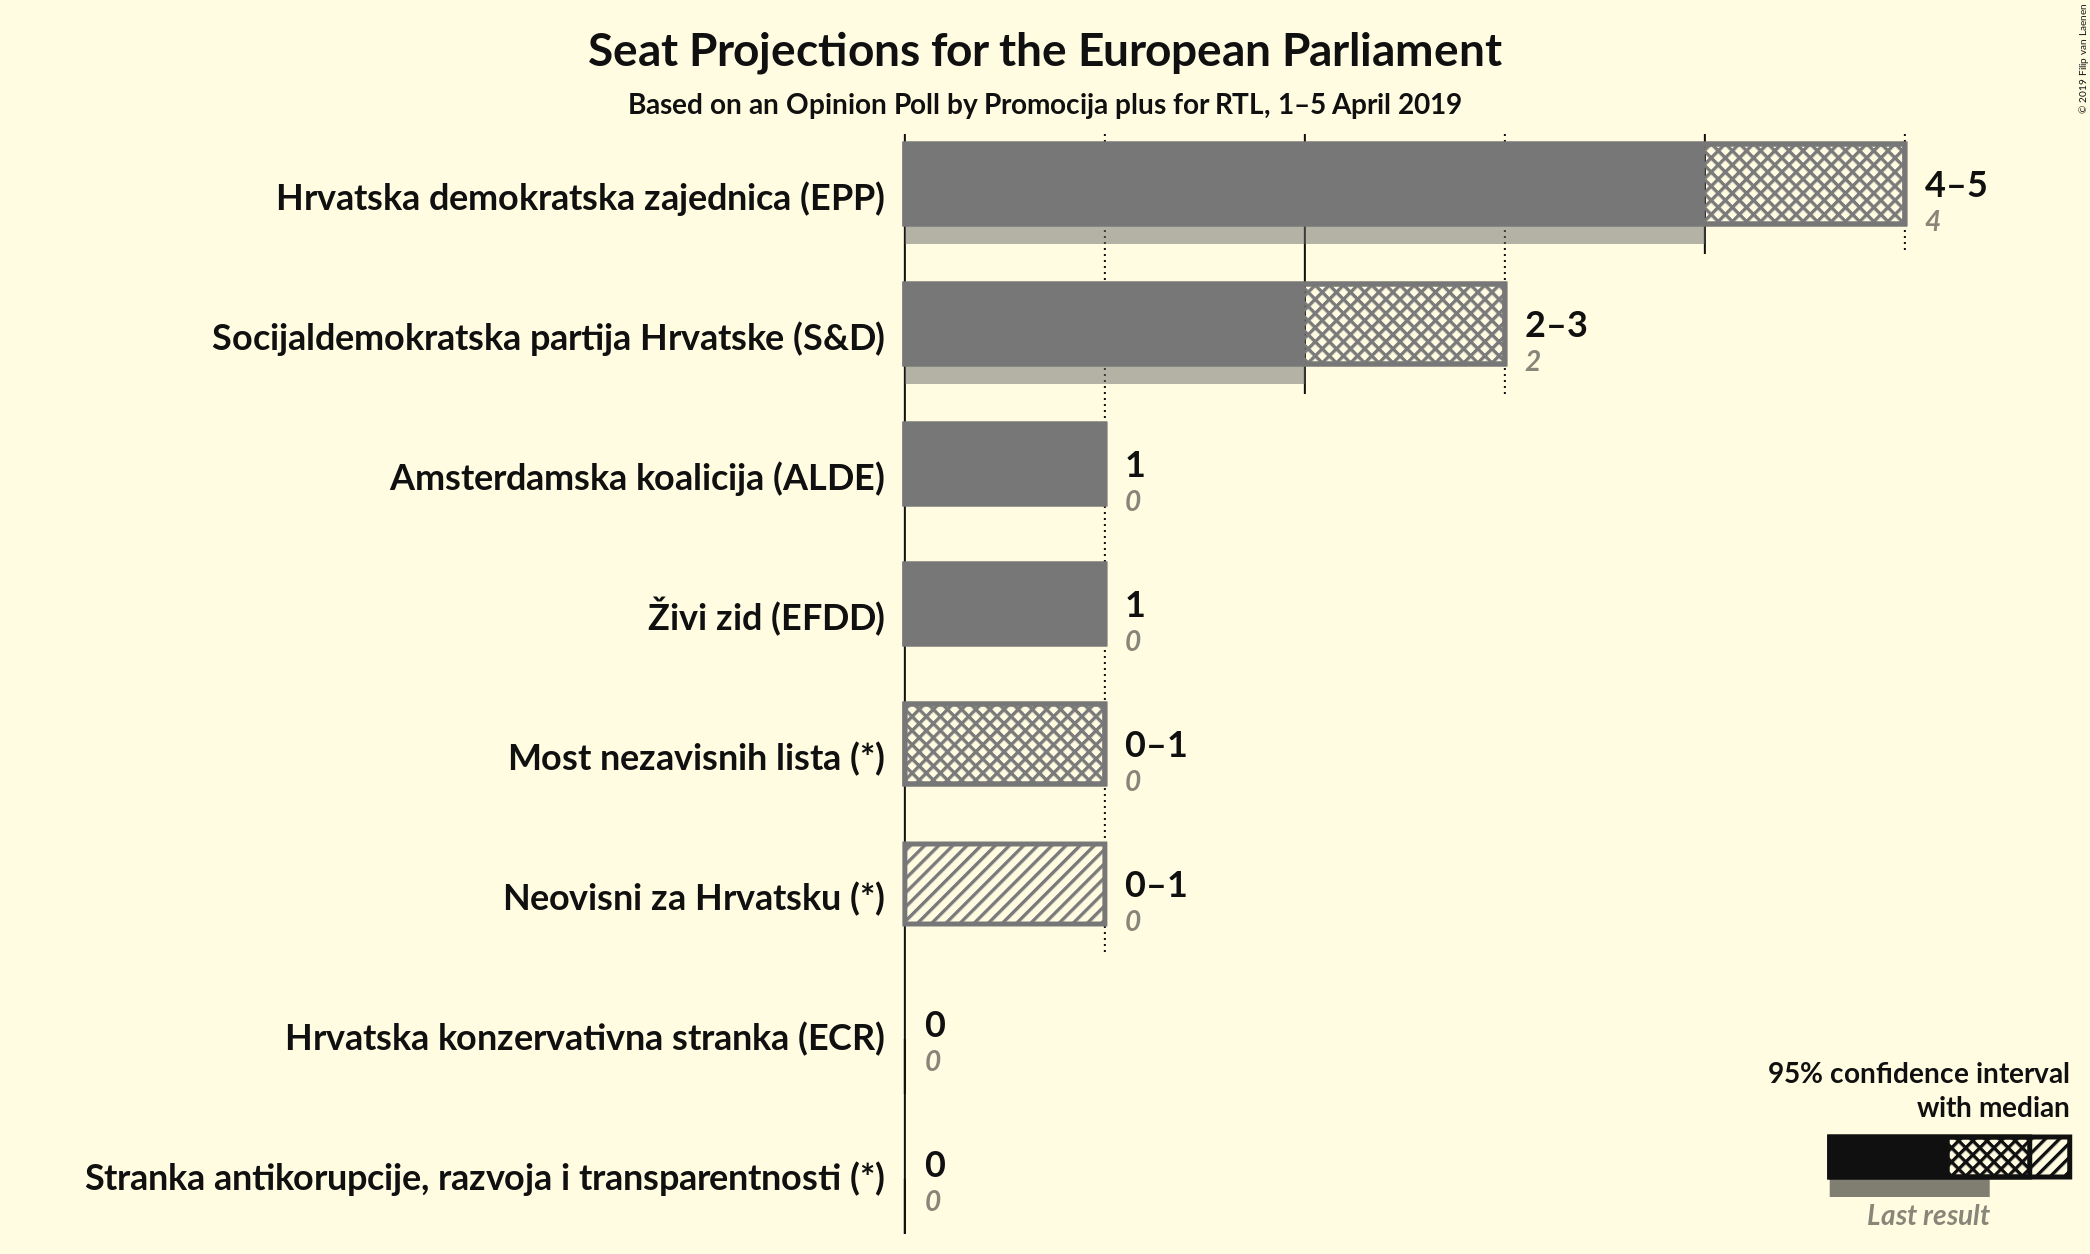 Seat Projections for the European Parliament
Based on an Opinion Poll by Promocija plus for RTL, 1–5 April 2019
© 2019 Filip van Laenen
Hrvatska demokratska zajednica (EPP)
4–5
4
Socijaldemokratska partija Hrvatske (S&D)
2–3
2
Amsterdamska koalicija (ALDE)
1
0
Živi zid (EFDD)
1
0
Most nezavisnih lista (*)
0–1
0
Neovisni za Hrvatsku (*)
0–1
0
Hrvatska konzervativna stranka (ECR)
0
0
Stranka antikorupcije, razvoja i transparentnosti (*)
0
0
95% confidence interval
with median
Last result